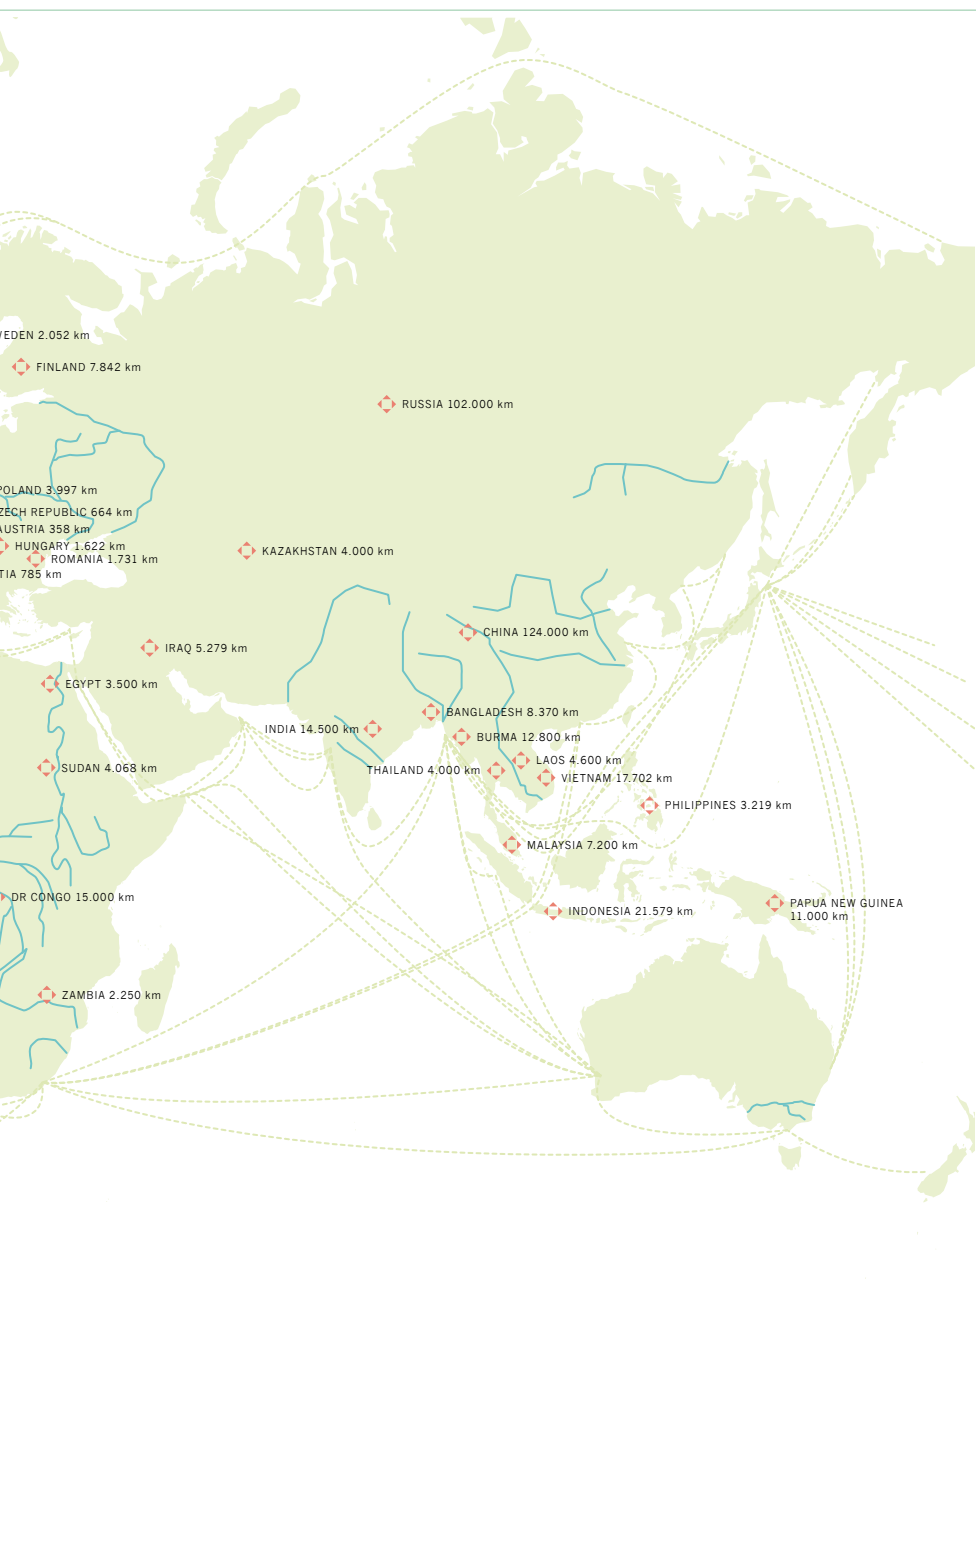 /EDEN 2.052 km
FINLAND 7.842 km
RUSSIA 102.000 km
POLAND 3.997 km
ZECH REPUBLIC 664 km
AUSTRIA 358 km
HUNGARY 1.622 km
ROMANIA 1.731 km
TIA 785 km
KAZAKHSTAN 4.000 km
CHINA 124.000 km
IRAQ 5.279 km
EGYPT 3.500 km
BANGLADESH 8.370 km
INDIA 14.500 km
BURMA 12.800 km
LAOS 4.600 km
SUDAN 4.068 km
THAILAND 4.000 km
VIETNAM 17.702 km
PHILIPPINES 3.219 km
MALAYSIA 7.200 km
DR CONGO 15.000 km
INDONESIA 21.579 km
PAPUA NEW GUINEA
11.000 km
ZAMBIA 2.250 km